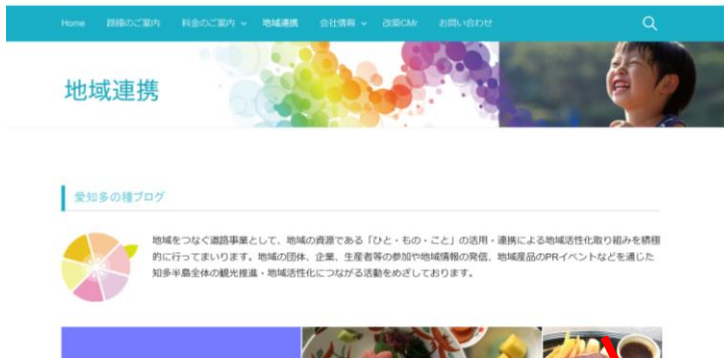 Home 路線のご案内 料金のご案内 地域連携 会社情報 改築CMr お問い合わせ
地域連携
愛知多の種ブログ
地域をつなぐ道路事業として、地域の資源である「ひと・もの・こと」の活用・連携による地域活性化取り組みを積極
的に行ってまいります。地域の団体、企業、生産者等の参加や地域情報の発信、地域産品のPRイベントなどを通じた
知多半島全体の観光推進・地域活性化につながる活動をめざしております。